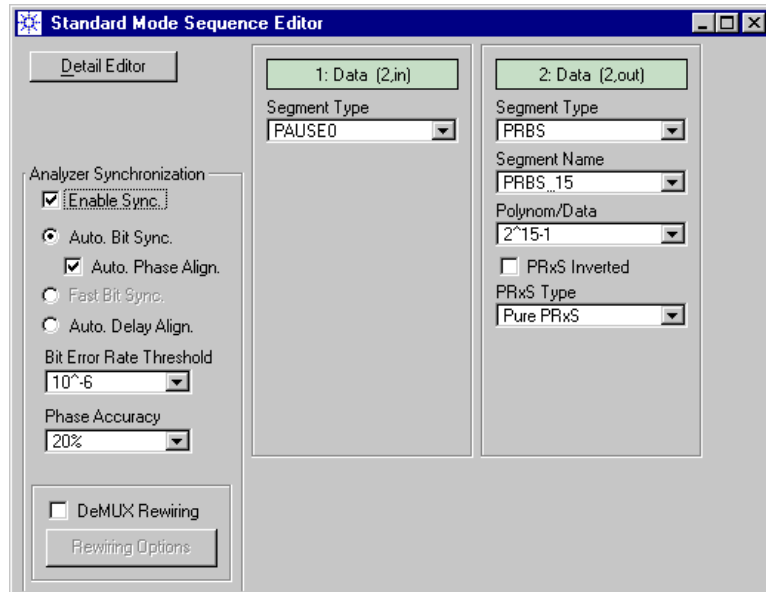 Standard Mode Sequence Editor
Detail Editor
Analyzer Synchronization
Enable Sync.
Auto. Bit Sync.
Auto. Phase Align.
Fast Bit Sync.
Auto. Delay Align.
Bit Error Rate Threshold
10^-6
Phase Accuracy
20%
DeMUX Rewiring
Rewiring Options
1: Data (2,in)
Segment Type
PAUSE0
2: Data (2,out)
Segment Type
PRBS
Segment Name
PRBS_15
Polynom/Data
2^15-1
PRxS Inverted
PRxS Type
Pure PRxS